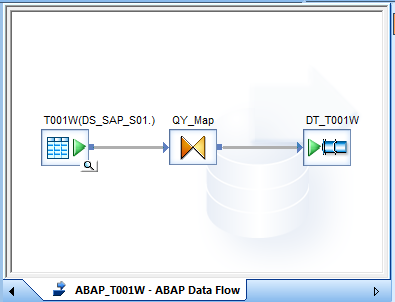 T001W(DS_SAP_S01.)
QY_Map
DT_T001W
ABAP_T001W - ABAP Data Flow